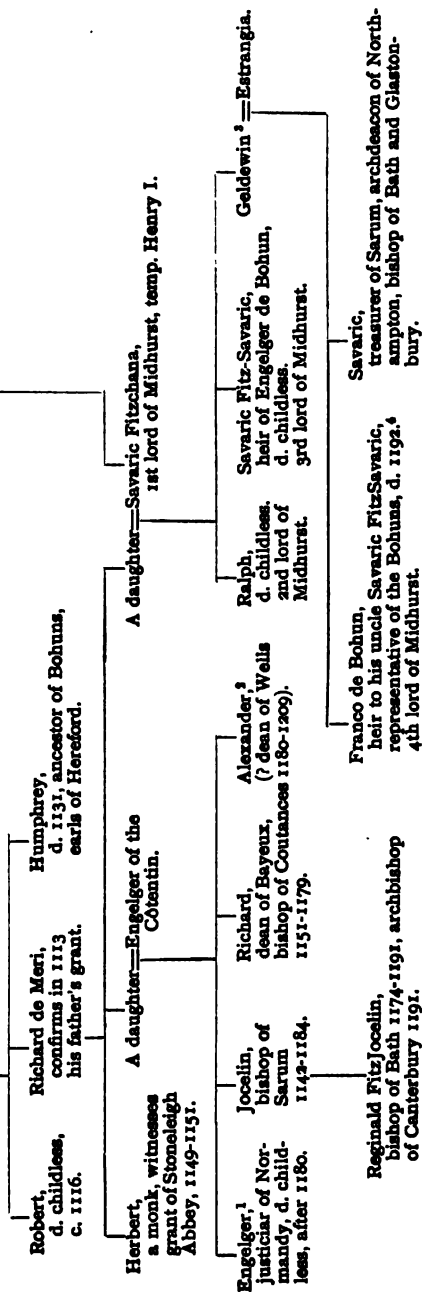 Robert,
d. childless,
c. 1116.
Richard de Meri,
confirms in 1113
his father's grant.
Humphrey,
d. 1131, ancestor of Bohuns,
earls of Hereford.
Herbert,
a monk, witnesses
grant of Stoneleigh
Abbey, 1149-1151.
A daughter=Engelger of the
Côtentin.
A daughter=Savaric Fitzchana,
1st lord of Midhurst, temp. Henry I.
Engelger,¹
justiciar of Nor-
mandy, d. child-
less, after 1180.
Jocelin,
bishop of
Sarum
1142-1184.
Richard,
dean of Bayeux,
bishop of Coutances
1151-1179.
Alexander,²
(? dean of Wells
1180-1209).
Ralph,
d. childless.
2nd lord of
Midhurst.
Savaric Fitz-Savaric,
heir of Engelger de Bohun,
d. childless.
3rd lord of Midhurst.
Geldewin³=Estrangia.
Reginald FitzJocelin,
bishop of Bath 1174-1191, archbishop
of Canterbury 1191.
Franco de Bohun,
heir to his uncle Savaric FitzSavaric,
representative of the Bohuns, d. 1192.⁴
4th lord of Midhurst.
Savaric,
treasurer of Sarum, archdeacon of North-
ampton, bishop of Bath and Glaston-
bury.